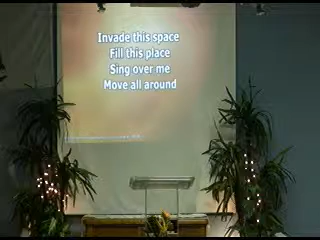 Invade this space
Fill this place
Sing over me
Move all around